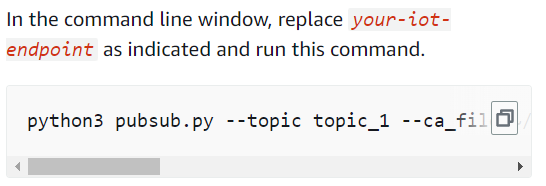 In the command line window, replace your-iot-
endpoint as indicated and run this command.
python3 pubsub.py --topic topic_1 --ca_fil